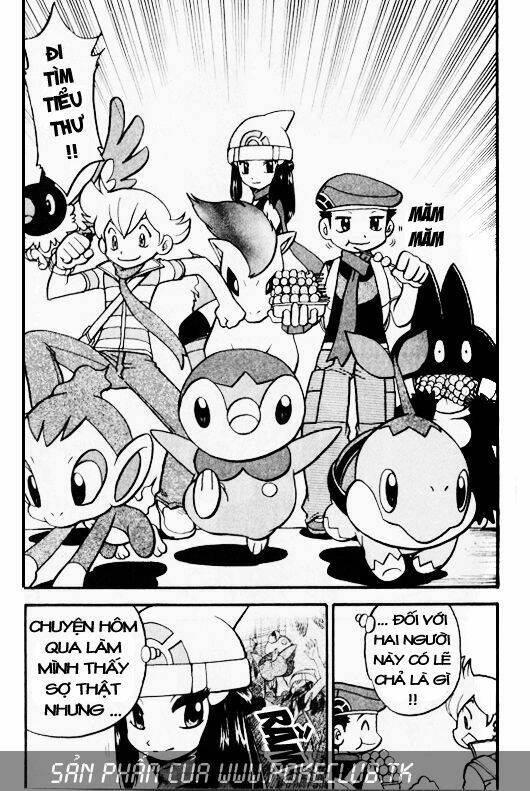 ĐI
TÌM
TIỂU
THƯ
!!
MĂM
MĂM
CHUYỆN HÔM
QUA LÀM
MÌNH THẤY
SỢ THẬT
NHƯNG ...
... ĐỐI VỚI
HAI NGƯỜI
NÀY CÓ LẼ
CHẢ LÀ GÌ
!!
SẢN PHẨM CỦA WWW.POKECLUB.TK